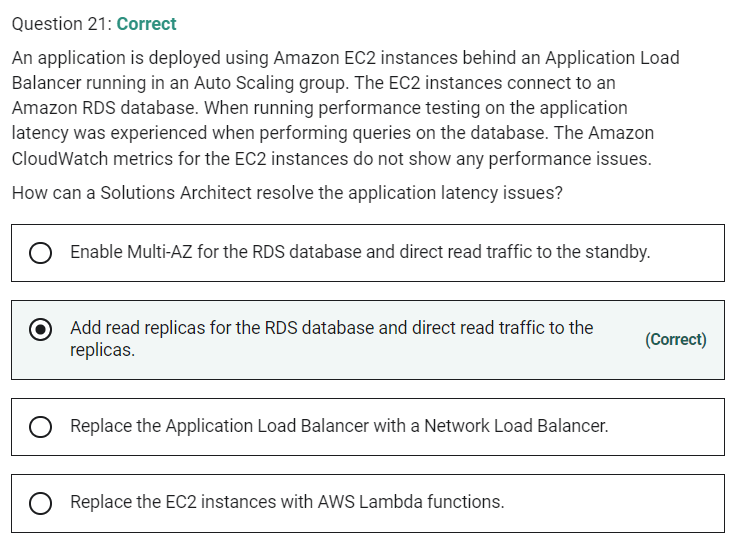 Question 21: Correct
An application is deployed using Amazon EC2 instances behind an Application Load
Balancer running in an Auto Scaling group. The EC2 instances connect to an
Amazon RDS database. When running performance testing on the application
latency was experienced when performing queries on the database. The Amazon
CloudWatch metrics for the EC2 instances do not show any performance issues.
How can a Solutions Architect resolve the application latency issues?
Enable Multi-AZ for the RDS database and direct read traffic to the standby.
Add read replicas for the RDS database and direct read traffic to the
replicas.
(Correct)
Replace the Application Load Balancer with a Network Load Balancer.
Replace the EC2 instances with AWS Lambda functions.